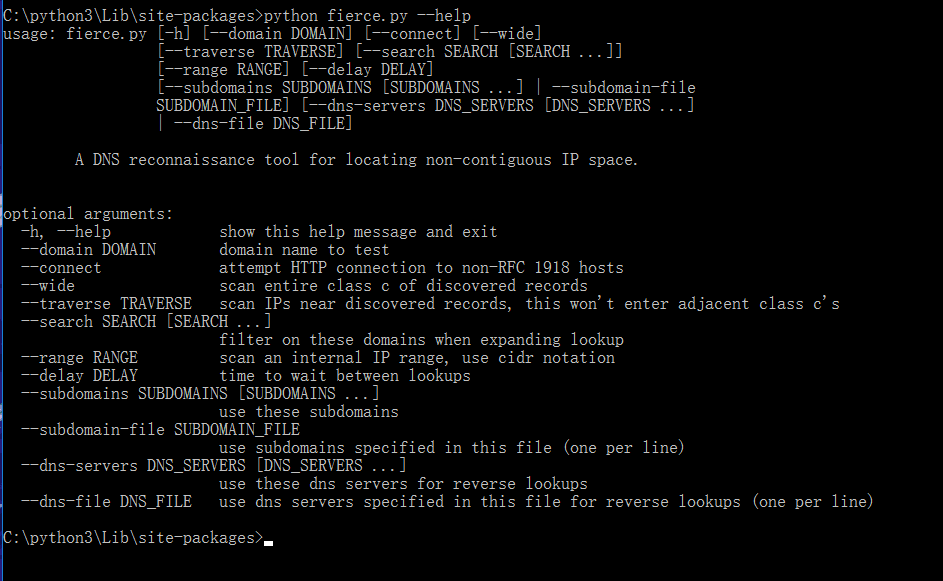 C:\python3\Lib\site-packages>python fierce.py --help
usage: fierce.py [-h] [--domain DOMAIN] [--connect] [--wide]
[--traverse TRAVERSE] [--search SEARCH [SEARCH ...]]
[--range RANGE] [--delay DELAY]
[--subdomains SUBDOMAINS [SUBDOMAINS ...] | --subdomain-file
SUBDOMAIN_FILE] [--dns-servers DNS_SERVERS [DNS_SERVERS ...]
| --dns-file DNS_FILE]
A DNS reconnaissance tool for locating non-contiguous IP space.
optional arguments:
-h, --help show this help message and exit
--domain DOMAIN domain name to test
--connect attempt HTTP connection to non-RFC 1918 hosts
--wide scan entire class c of discovered records
--traverse TRAVERSE scan IPs near discovered records, this won't enter adjacent class c's
--search SEARCH [SEARCH ...]
filter on these domains when expanding lookup
--range RANGE scan an internal IP range, use cidr notation
--delay DELAY time to wait between lookups
--subdomains SUBDOMAINS [SUBDOMAINS ...]
use these subdomains
--subdomain-file SUBDOMAIN_FILE
use subdomains specified in this file (one per line)
--dns-servers DNS_SERVERS [DNS_SERVERS ...]
use these dns servers for reverse lookups
--dns-file DNS_FILE use dns servers specified in this file for reverse lookups (one per line)
C:\python3\Lib\site-packages>